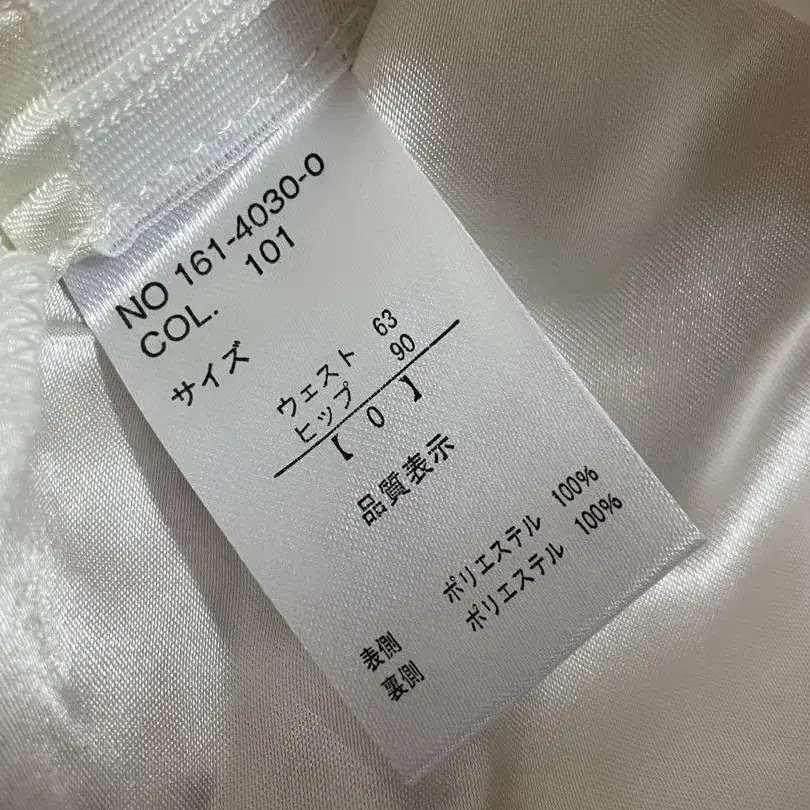 NO 161-4030-0
COL. 101
サイズ
ウェスト 63
ヒップ 90
【 0 】
品質表示
表側 ポリエステル 100%
裏側 ポリエステル 100%